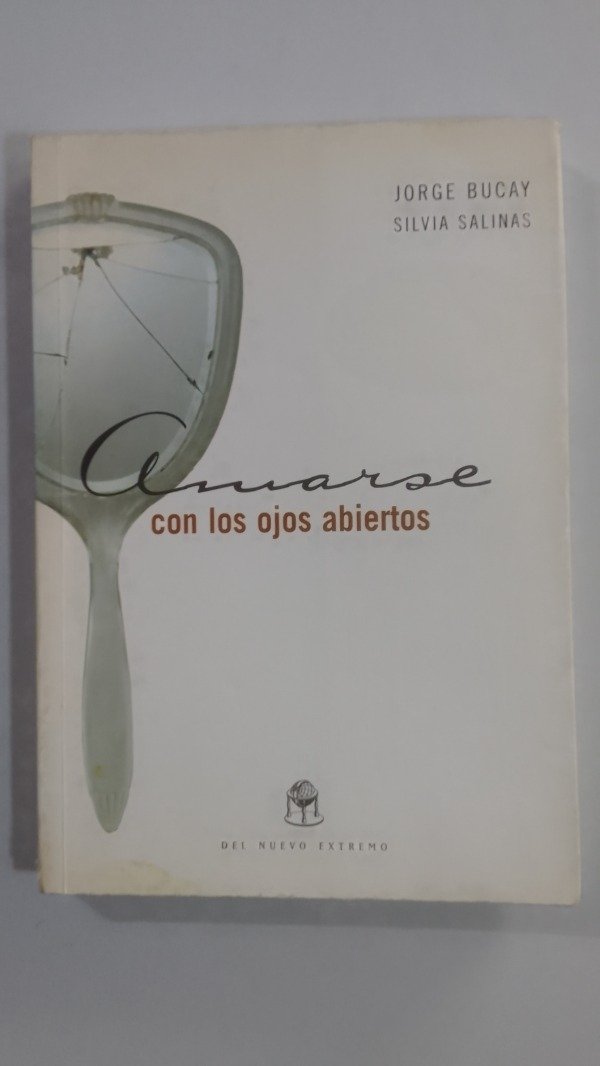 JORGE BUCAY
SILVIA SALINAS
Amarse
con los ojos abiertos
DEL NUEVO EXTREMO